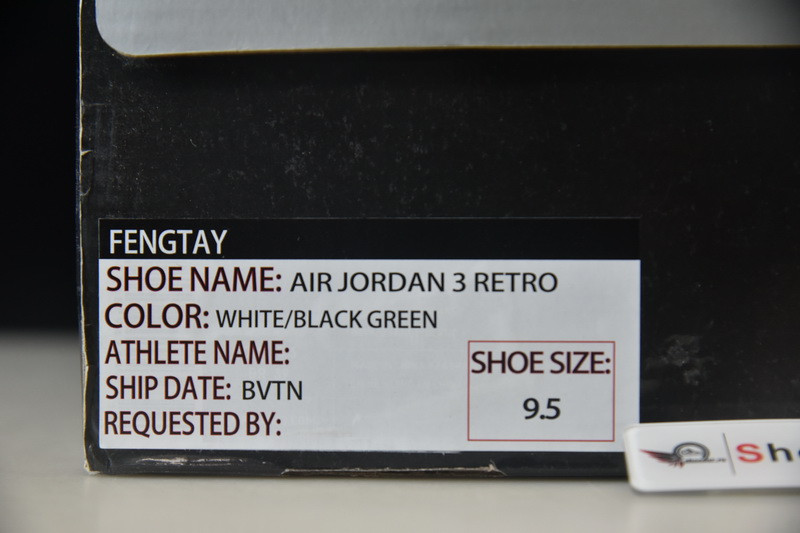 FENGTAY
SHOE NAME: AIR JORDAN 3 RETRO
COLOR: WHITE/BLACK GREEN
ATHLETE NAME:
SHIP DATE: BVTN
REQUESTED BY:
SHOE SIZE:
9.5
Sho